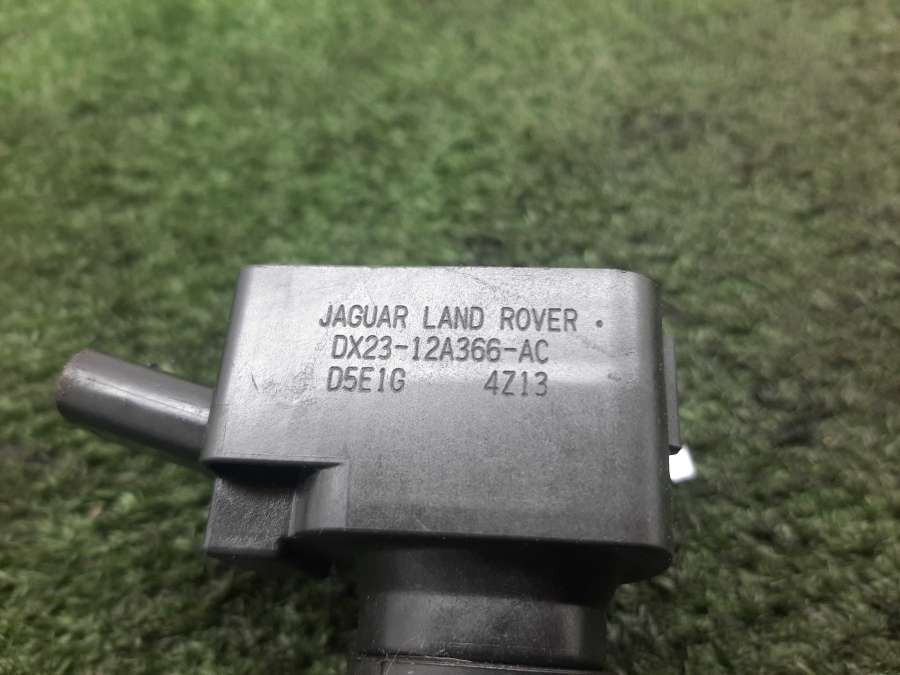 JAGUAR LAND ROVER
DX23-12A366-AC
D5E1G 4Z13